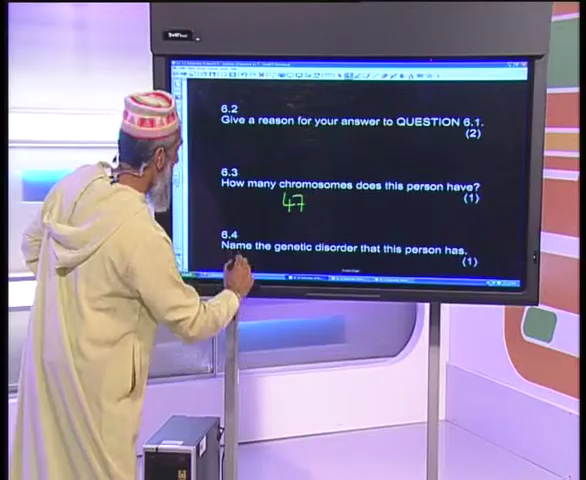 6.2
Give a reason for your answer to QUESTION 6.1.
(2)
6.3
How many chromosomes does this person have?
(1)
47
6.4
Name the genetic disorder that this person has.
(1)